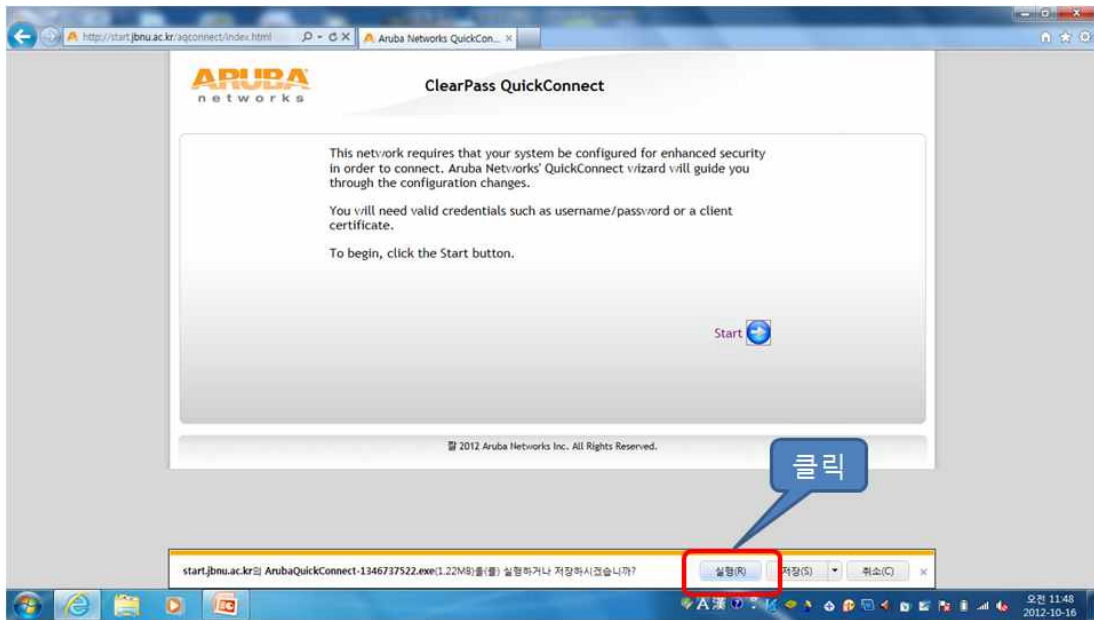 http://start.jbnu.ac.kr/aqconnect/index.html
Aruba Networks QuickCon...
ARUBA
networks
ClearPass QuickConnect
This network requires that your system be configured for enhanced security
in order to connect. Aruba Networks' QuickConnect wizard will guide you
through the configuration changes.
You will need valid credentials such as username/password or a client
certificate.
To begin, click the Start button.
Start
쨘 2012 Aruba Networks Inc. All Rights Reserved.
클릭
start.jbnu.ac.kr의 ArubaQuickConnect-1346737522.exe(1.22MB)을(를) 실행하거나 저장하시겠습니까?
실행(R)
저장(S)
취소(C)
A 漢
오전 11:48
2012-10-16